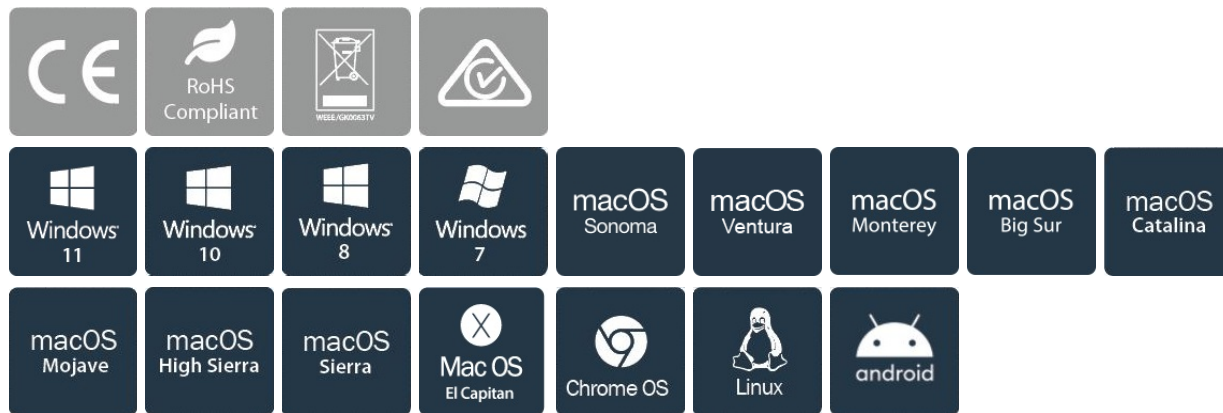 CE
RoHS
Compliant
WEEE/GK0083TV
Windows
11
Windows
10
Windows
8
Windows
7
macOS
Sonoma
macOS
Ventura
macOS
Monterey
macOS
Big Sur
macOS
Catalina
macOS
Mojave
macOS
High Sierra
macOS
Sierra
X
Mac OS
El Capitan
Chrome OS
Linux
android